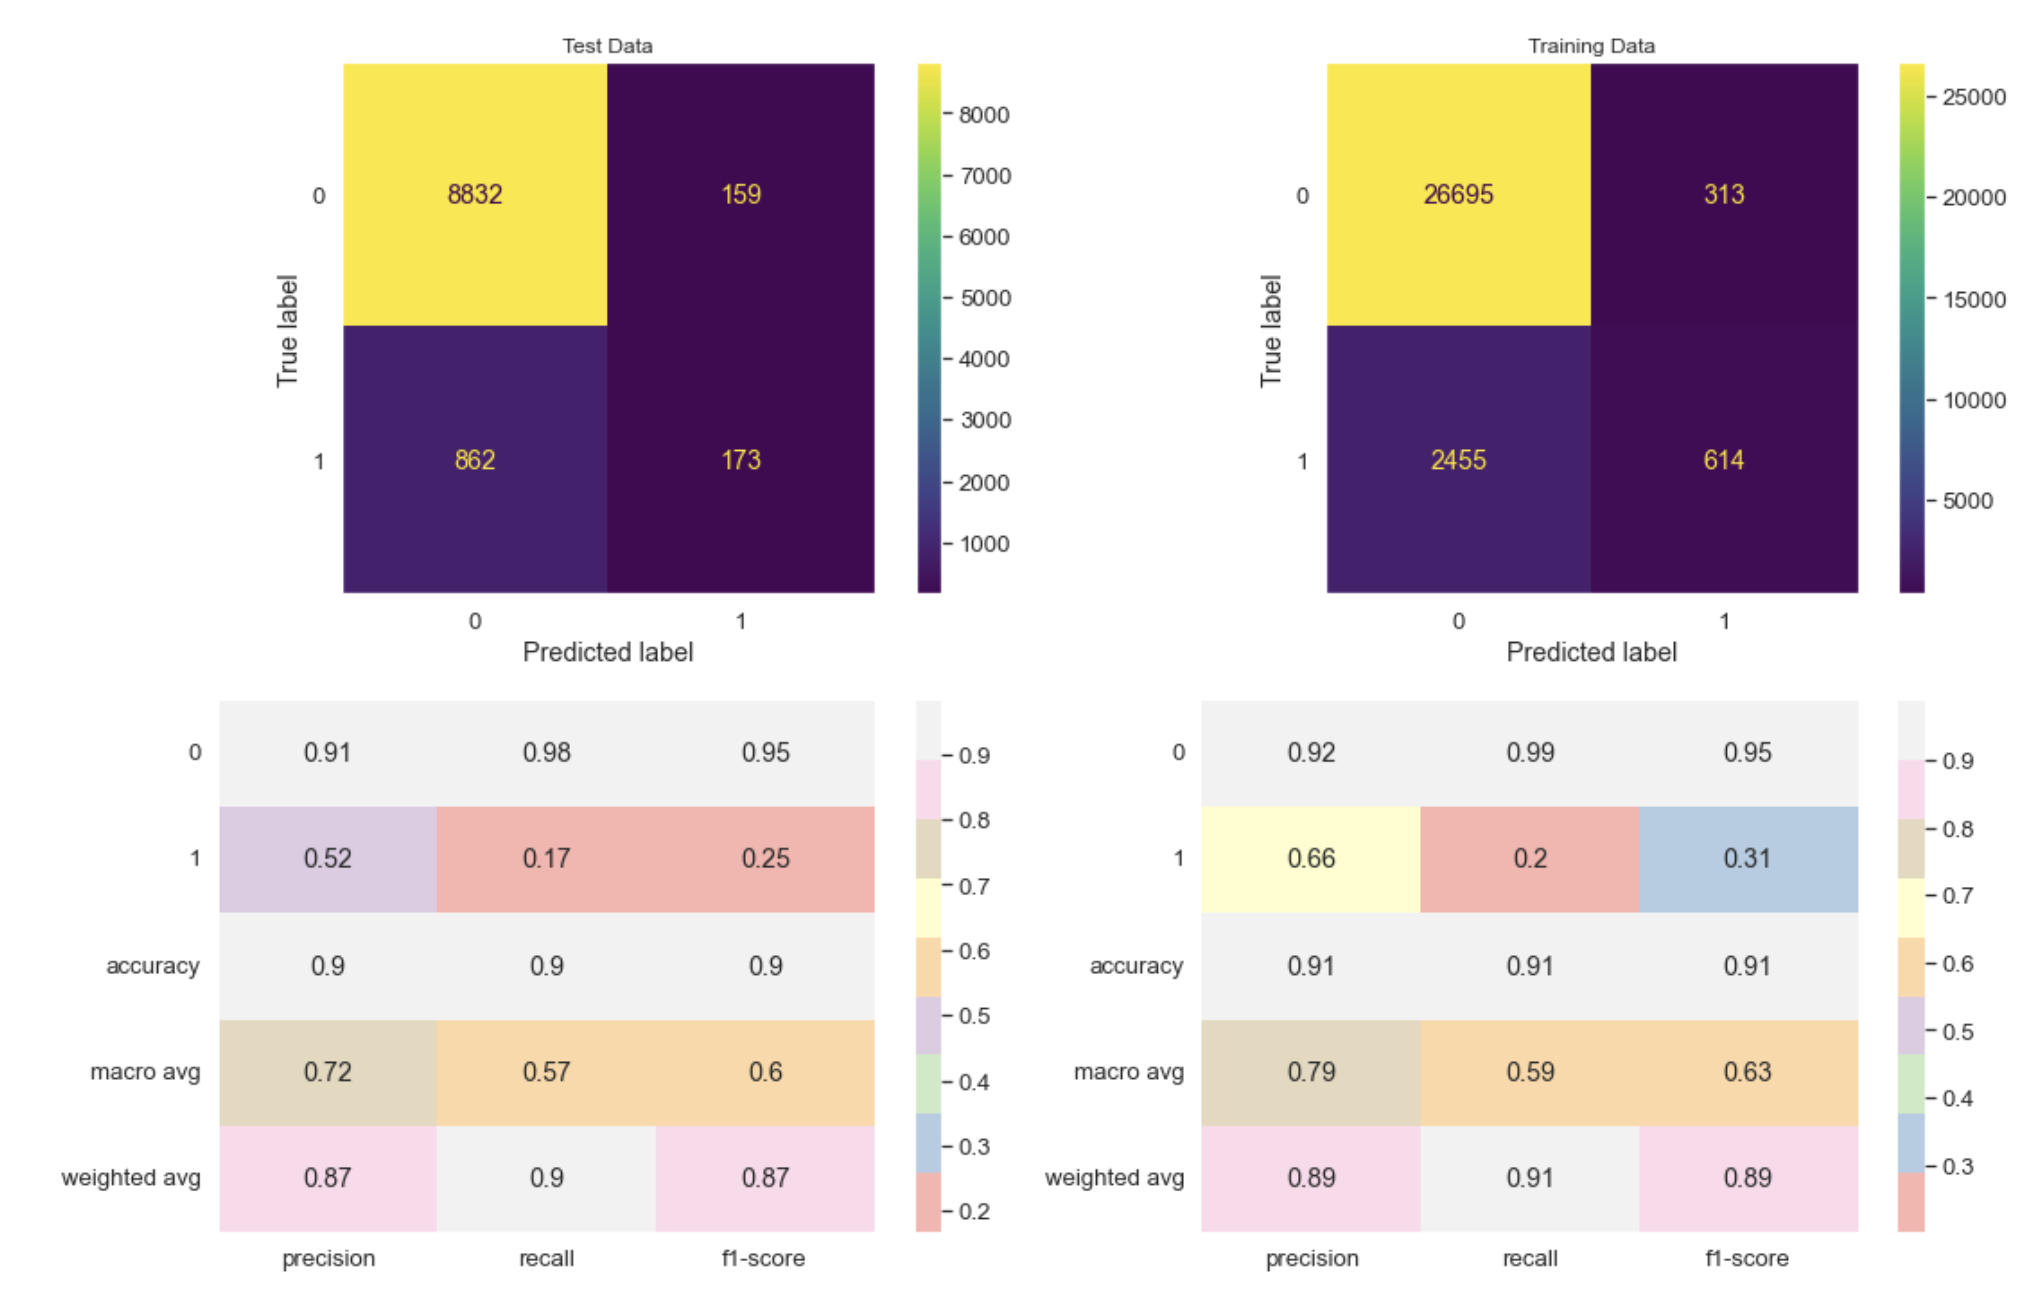 Test Data
8000
7000
6000
5000
4000
3000
2000
1000
0
8832 159
1
862 173
True label
0 1
Predicted label
Training Data
25000
20000
15000
10000
5000
0
26695 313
1
2455 614
True label
0 1
Predicted label
0 0.91 0.98 0.95
1 0.52 0.17 0.25
accuracy 0.9 0.9 0.9
macro avg 0.72 0.57 0.6
weighted avg 0.87 0.9 0.87
precision recall f1-score
0.9
0.8
0.7
0.6
0.5
0.4
0.3
0.2
0 0.92 0.99 0.95
1 0.66 0.2 0.31
accuracy 0.91 0.91 0.91
macro avg 0.79 0.59 0.63
weighted avg 0.89 0.91 0.89
precision recall f1-score
0.9
0.8
0.7
0.6
0.5
0.4
0.3